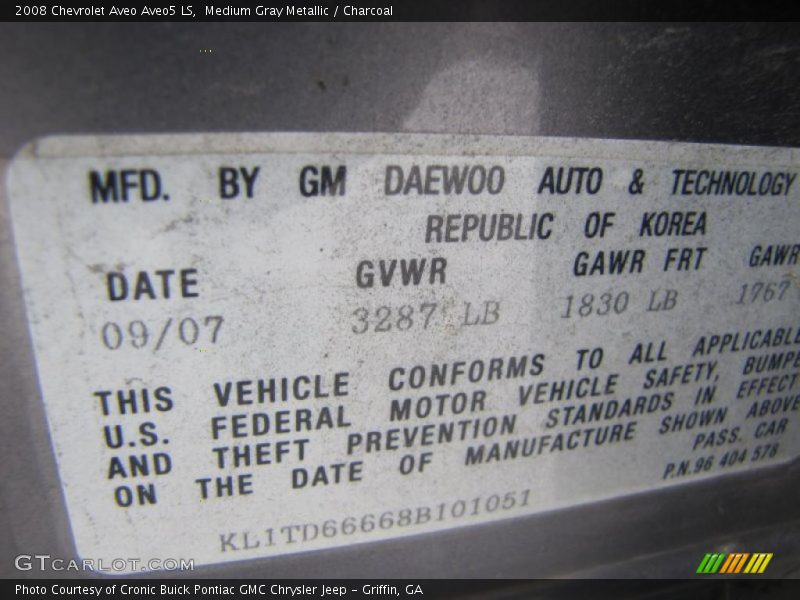 2008 Chevrolet Aveo Aveo5 LS,  Medium Gray Metallic / Charcoal
MFD. BY GM DAEWOO AUTO & TECHNOLOGY
REPUBLIC OF KOREA
DATE GVWR GAWR FRT GAWR
09/07 3287 LB 1830 LB 1767
THIS VEHICLE CONFORMS TO ALL APPLICABLE
U.S. FEDERAL MOTOR VEHICLE SAFETY, BUMPE
AND THEFT PREVENTION STANDARDS IN EFFECT
ON THE DATE OF MANUFACTURE SHOWN ABOVE
PASS. CAR
P.N.96 404 578
KL1TD66668B101051
GTCARLOT.COM
Photo Courtesy of Cronic Buick Pontiac GMC Chrysler Jeep - Griffin, GA